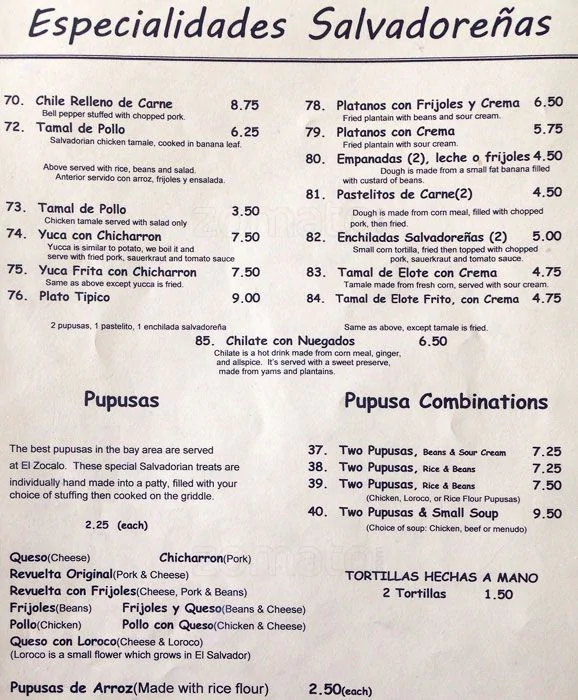 Especialidades Salvadoreñas
70. Chile Relleno de Carne 8.75
Bell pepper stuffed with chopped pork.
72. Tamal de Pollo 6.25
Salvadorian chicken tamale, cooked in banana leaf.
Above served with rice, beans and salad.
Anterior servido con arroz, frijoles y ensalada.
73. Tamal de Pollo 3.50
Chicken tamale served with salad only
74. Yuca con Chicharron 7.50
Yucca is similar to potato, we boil it and
serve with fried pork, sauerkraut and tomato sauce
75. Yuca Frita con Chicharron 7.50
Same as above except yucca is fried.
76. Plato Tipico 9.00
2 pupusas, 1 pastelito, 1 enchilada salvadoreña
78. Platanos con Frijoles y Crema 6.50
Fried plantain with beans and sour cream.
79. Platanos con Crema 5.75
Fried plantain with sour cream.
80. Empanadas (2), leche o frijoles 4.50
Dough is made from a small fat banana filled
with custard of beans.
81. Pastelitos de Carne(2) 4.50
Dough is made from corn meal, filled with chopped
pork, then fried.
82. Enchiladas Salvadoreñas (2) 5.00
Small corn tortilla, fried then topped with chopped
pork, sauerkraut and tomato sauce.
83. Tamal de Elote con Crema 4.75
Tamale made from fresh corn, served with sour cream.
84. Tamal de Elote Frito, con Crema 4.75
Same as above, except tamale is fried.
85. Chilate con Nuegados 6.50
Chilate is a hot drink made from corn meal, ginger,
and allspice. It's served with a sweet preserve,
made from yams and plantains.
Pupusas
The best pupusas in the bay area are served
at El Zocalo. These special Salvadorian treats are
individually hand made into a patty, filled with your
choice of stuffing then cooked on the griddle.
2.25 (each)
Queso(Cheese) Chicharron(Pork)
Revuelta Original(Pork & Cheese)
Revuelta con Frijoles(Cheese, Pork & Beans)
Frijoles(Beans) Frijoles y Queso(Beans & Cheese)
Pollo(Chicken) Pollo con Queso(Chicken & Cheese)
Queso con Loroco(Cheese & Loroco)
(Loroco is a small flower which grows in El Salvador)
Pupusas de Arroz(Made with rice flour) 2.50(each)
Pupusa Combinations
37. Two Pupusas, Beans & Sour Cream 7.25
38. Two Pupusas, Rice & Beans 7.25
39. Two Pupusas, Rice & Beans 7.50
(Chicken, Loroco, or Rice Flour Pupusas)
40. Two Pupusas & Small Soup 9.50
(Choice of soup: Chicken, beef or menudo)
TORTILLAS HECHAS A MANO
2 Tortillas 1.50